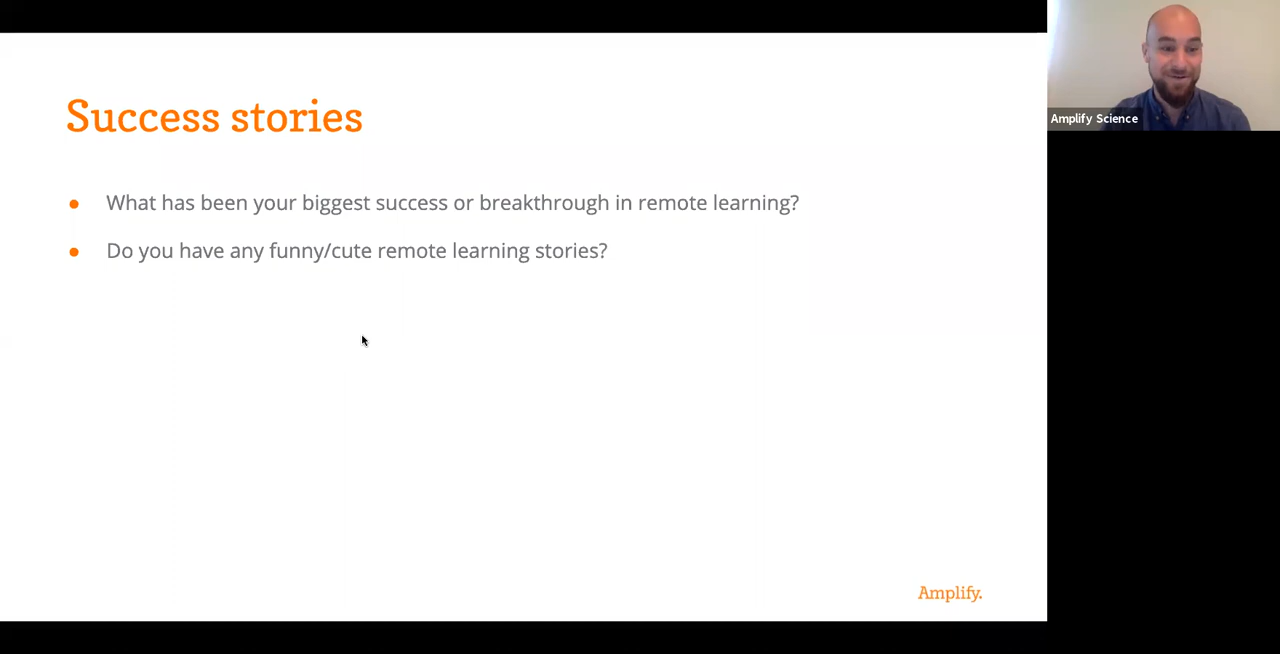 Success stories
What has been your biggest success or breakthrough in remote learning?
Do you have any funny/cute remote learning stories?
Amplify.
Amplify Science